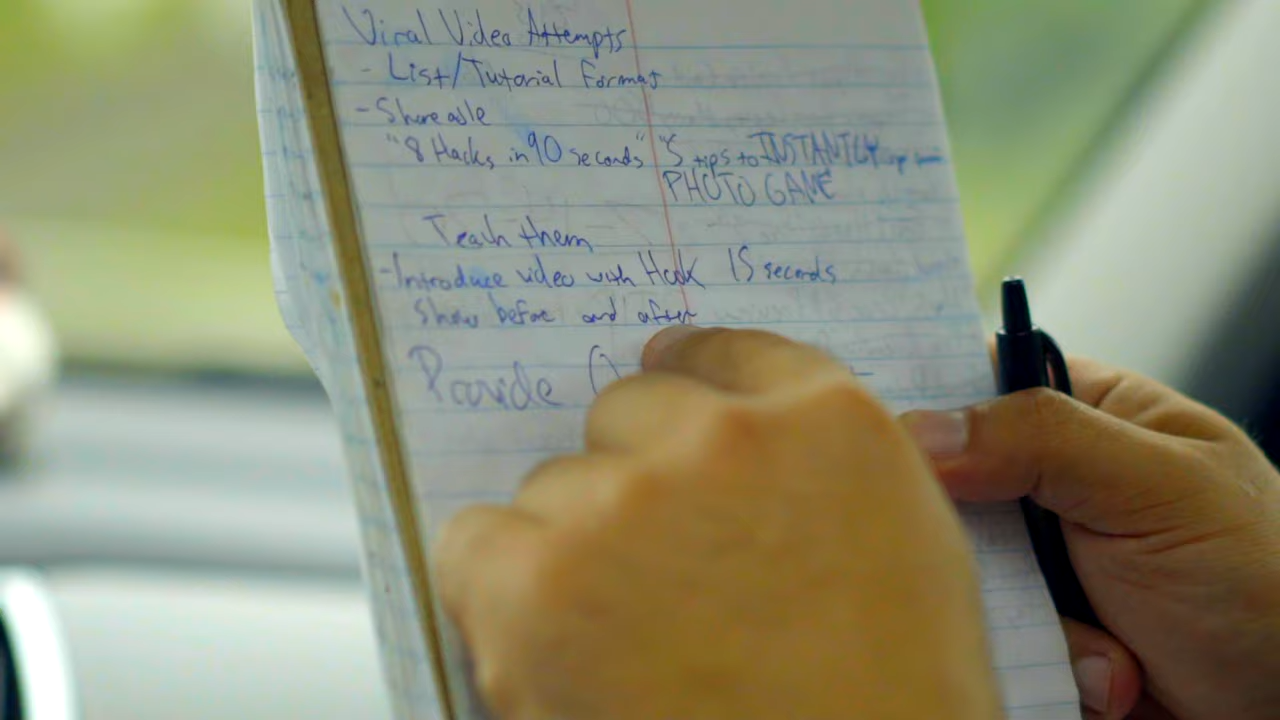 Viral Video Attempts
- List/Tutorial Format
- Shareable
"8 Hacks in 90 seconds" "5 tips to INSTANTLY
PHOTO GAME
Teach them
- Introduce video with Hook 15 seconds
Show before and after
Provide